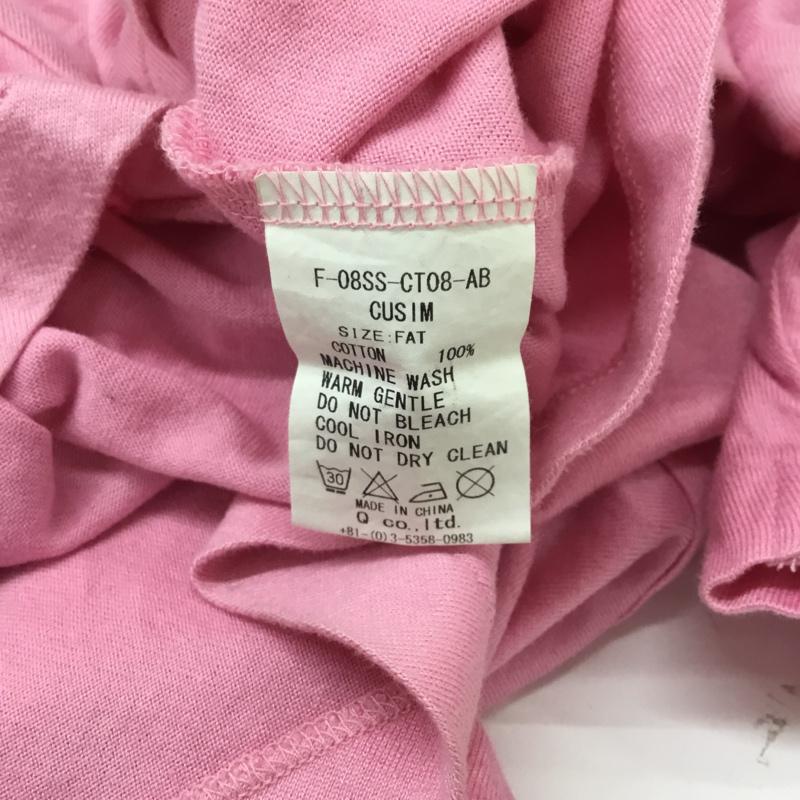 F-08SS-CT08-AB
CUSIM
SIZE:FAT
COTTON 100%
MACHINE WASH
WARM GENTLE
DO NOT BLEACH
COOL IRON
DO NOT DRY CLEAN
30
MADE IN CHINA
Q co.,ltd.
+81-(0)3-5358-0983